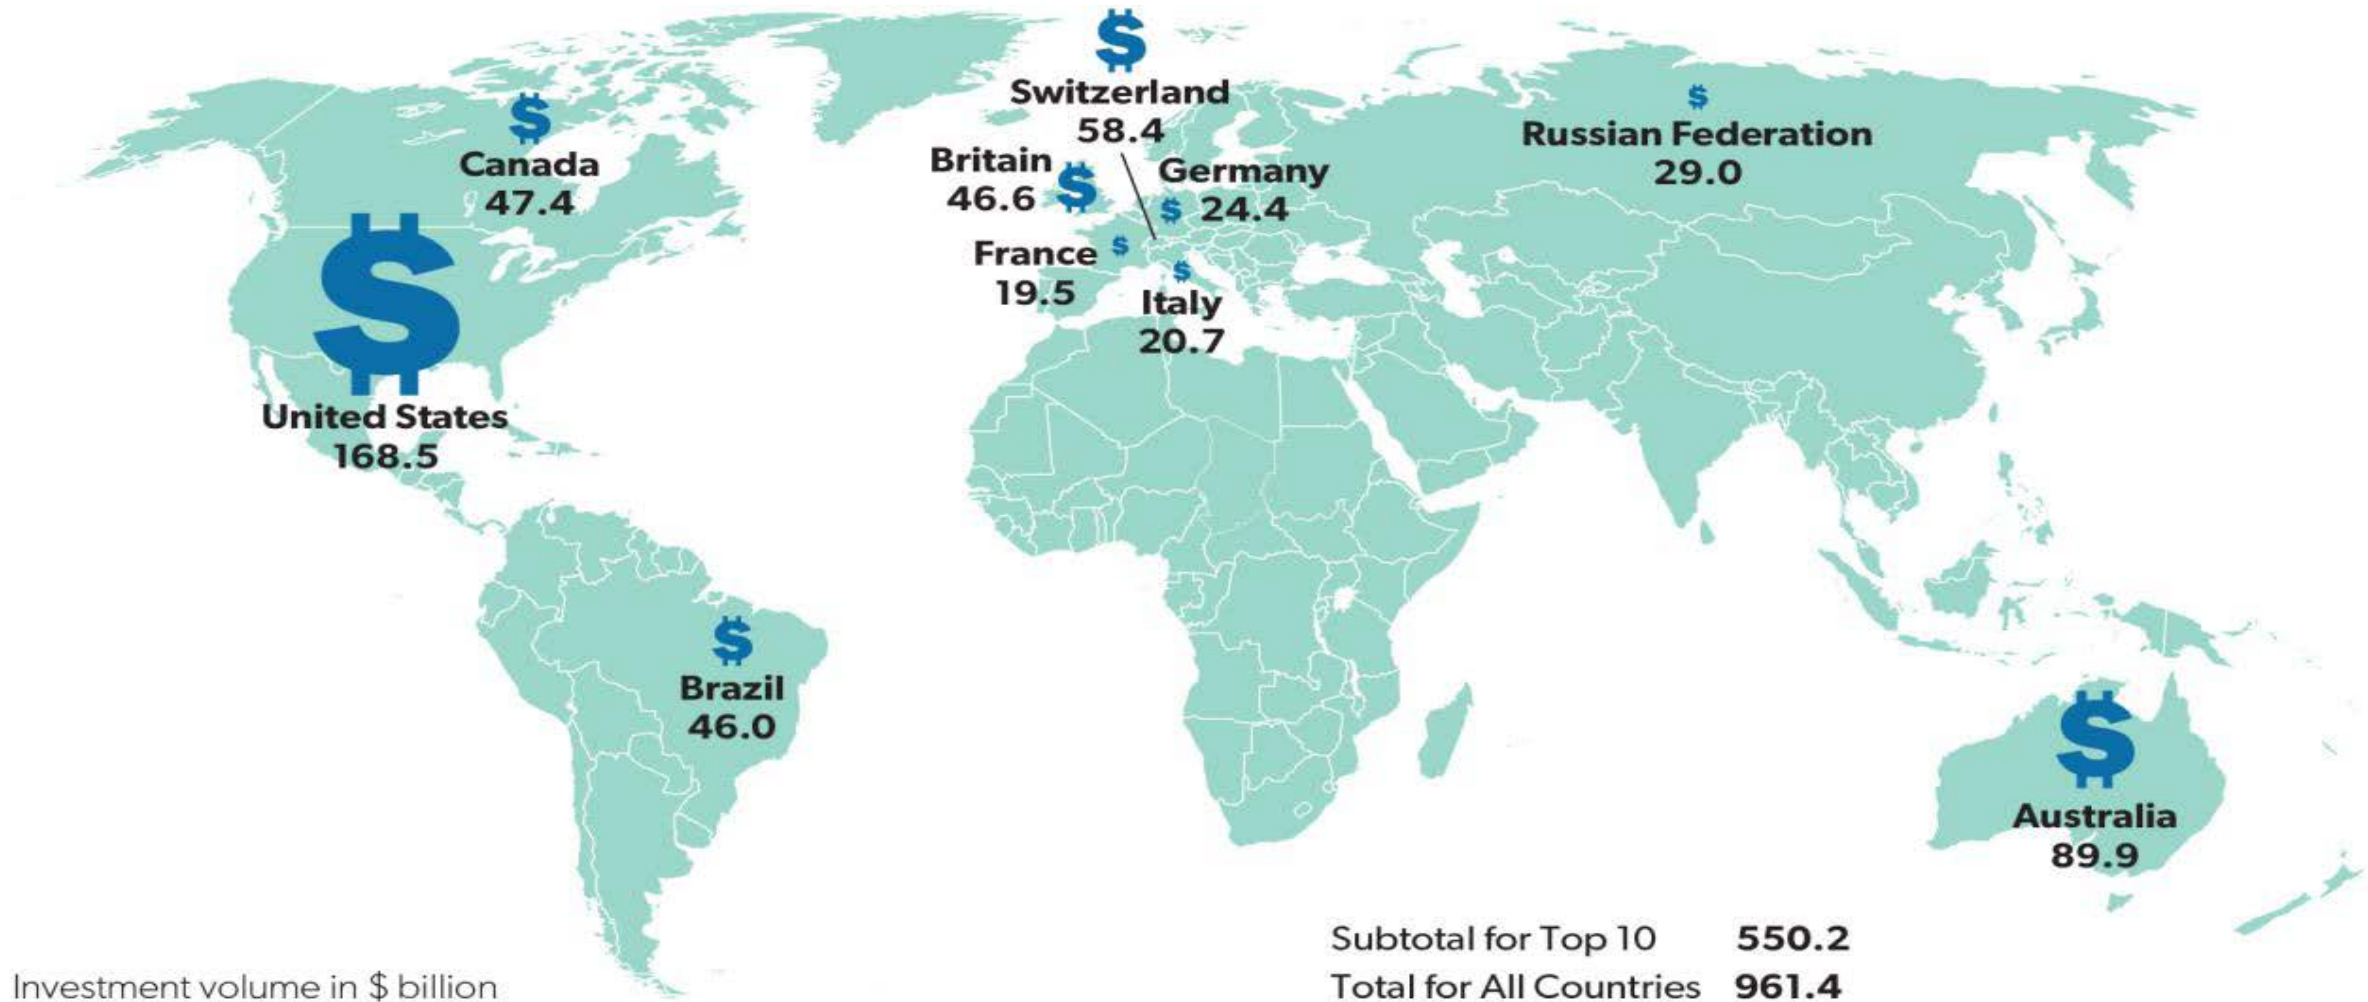 Switzerland
58.4
Canada
47.4
Britain
46.6
Germany
24.4
Russian Federation
29.0
France
19.5
Italy
20.7
United States
168.5
Brazil
46.0
Australia
89.9
Subtotal for Top 10 550.2
Total for All Countries 961.4
Investment volume in $ billion